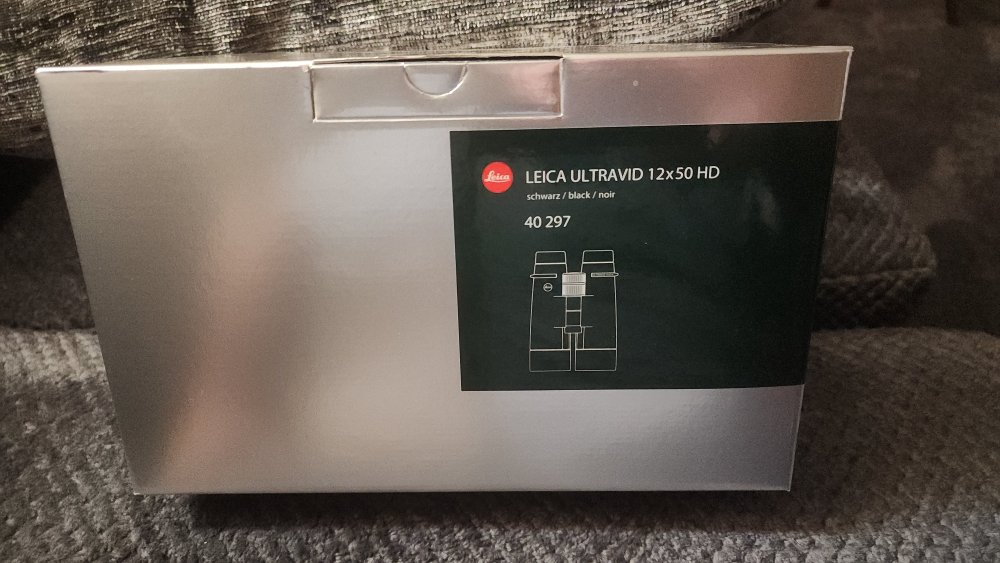 Leica
LEICA ULTRAVID 12x50 HD
schwarz / black / noir
40 297